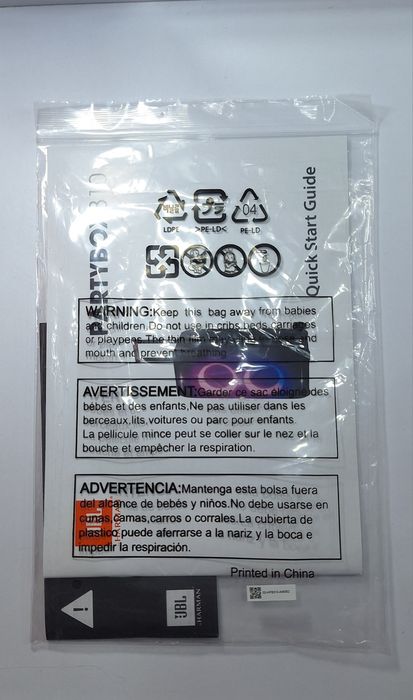 PARTYBOX 310
Quick Start Guide
04
LDPE >PE-LD< PE-LD
WARNING:Keep this bag away from babies
and children.Do not use in cribs,beds,carriages
or playpens.The thin film may
mouth and prevent breathing.
AVERTISSEMENT:Garder ce sac éloigné des
bébés et des enfants.Ne pas utiliser dans les
berceaux,lits,voitures ou parc pour enfants.
La pellicule mince peut se coller sur le nez et la
bouche et empêcher la respiration.
ADVERTENCIA:Mantenga esta bolsa fuera
del alcance de bebés y niños.No debe usarse en
cunas,camas,carros o corrales.La cubierta de
plastico puede aferrarse a la nariz y la boca e
impedir la respiración.
JBL
HARMAN
Printed in China
JBL
HARMAN